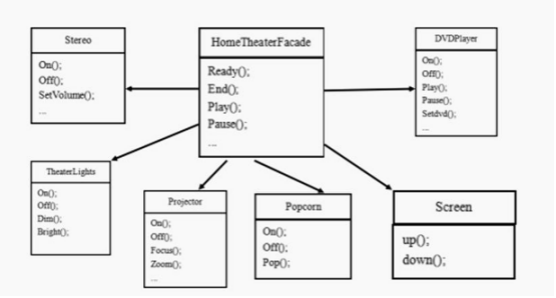 Stereo
On();
Off();
SetVolume();
...
HomeTheaterFacade
Ready();
End();
Play();
Pause();
...
DVDPlayer
On();
Off();
Play();
Pause();
Setdvd();
...
TheaterLights
On();
Off();
Dim();
Bright();
Projector
On();
Off();
Focus();
Zoom();
...
Popcorn
On();
Off();
Pop();
Screen
up();
down();